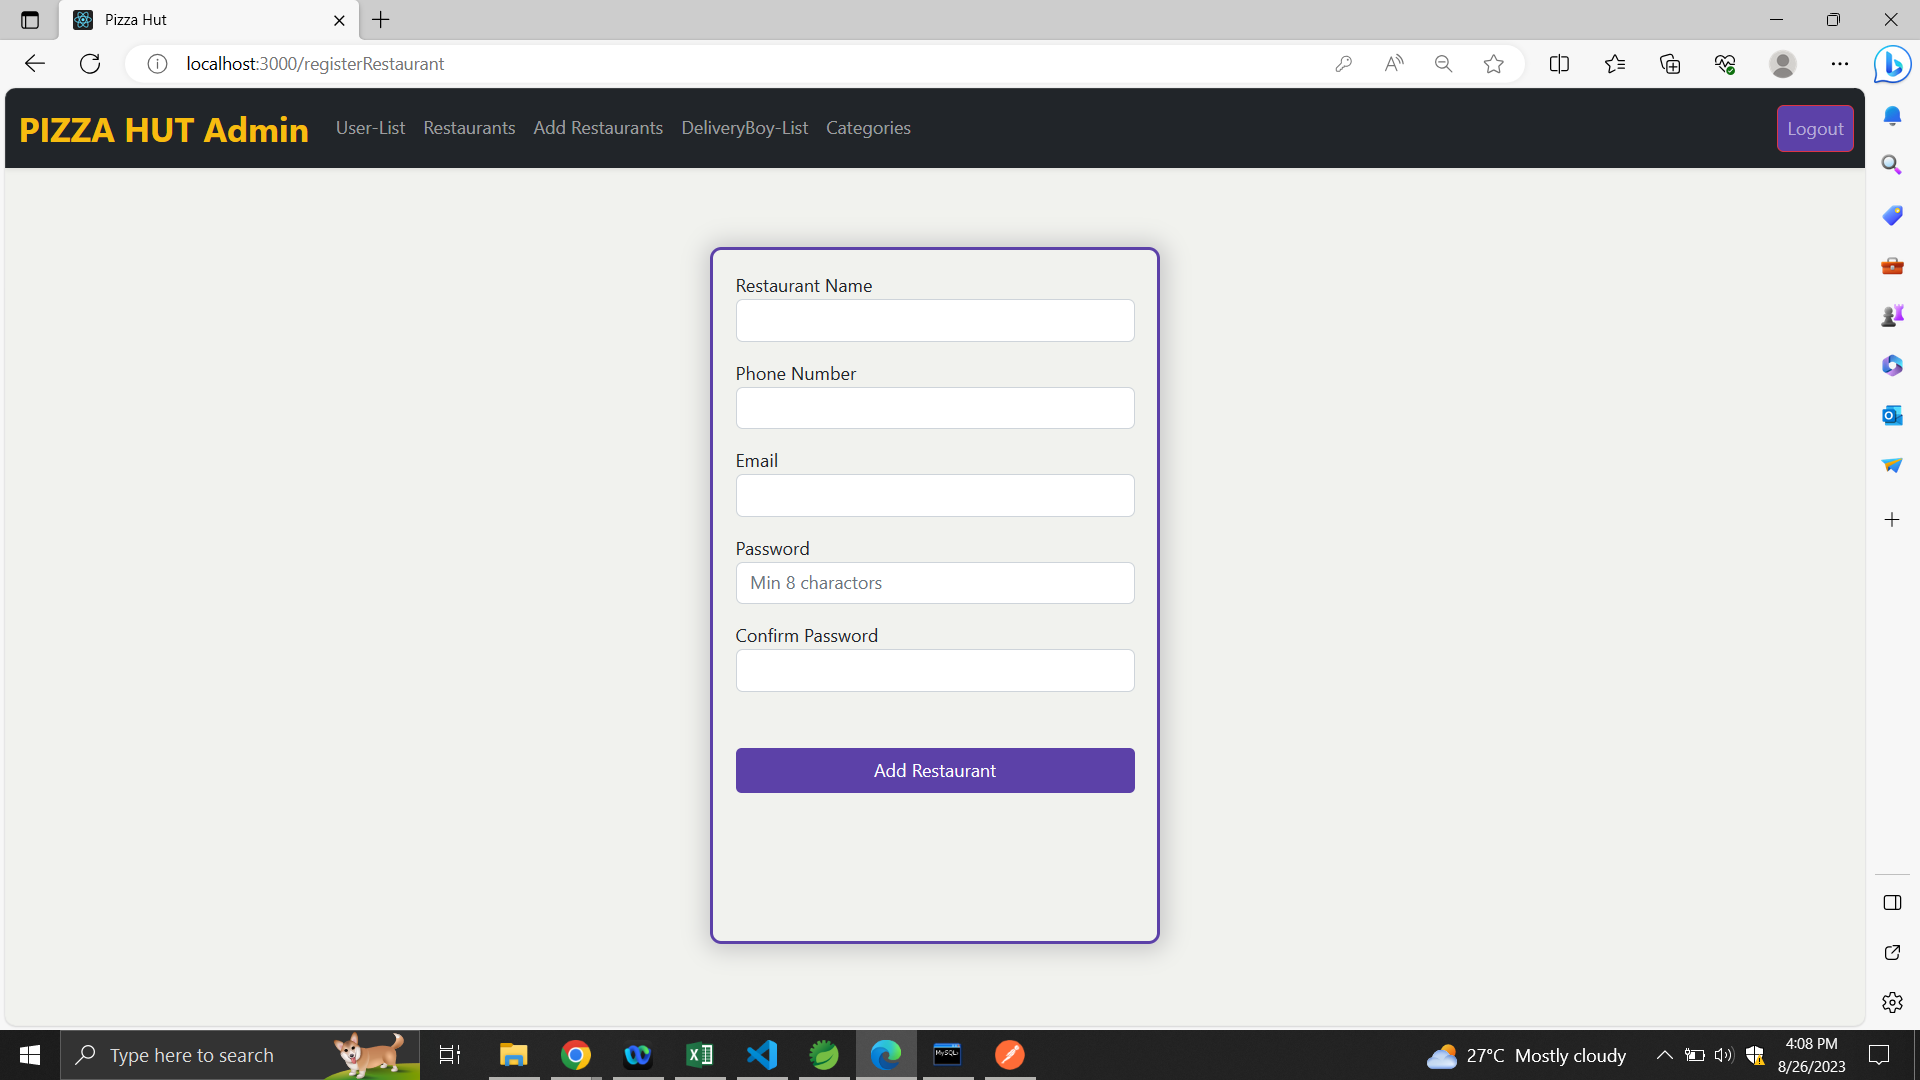 Pizza Hut
localhost:3000/registerRestaurant
PIZZA HUT Admin User-List Restaurants Add Restaurants DeliveryBoy-List Categories Logout
Restaurant Name
Phone Number
Email
Password
Min 8 charactors
Confirm Password
Add Restaurant
Type here to search
27°C Mostly cloudy
4:08 PM
8/26/2023